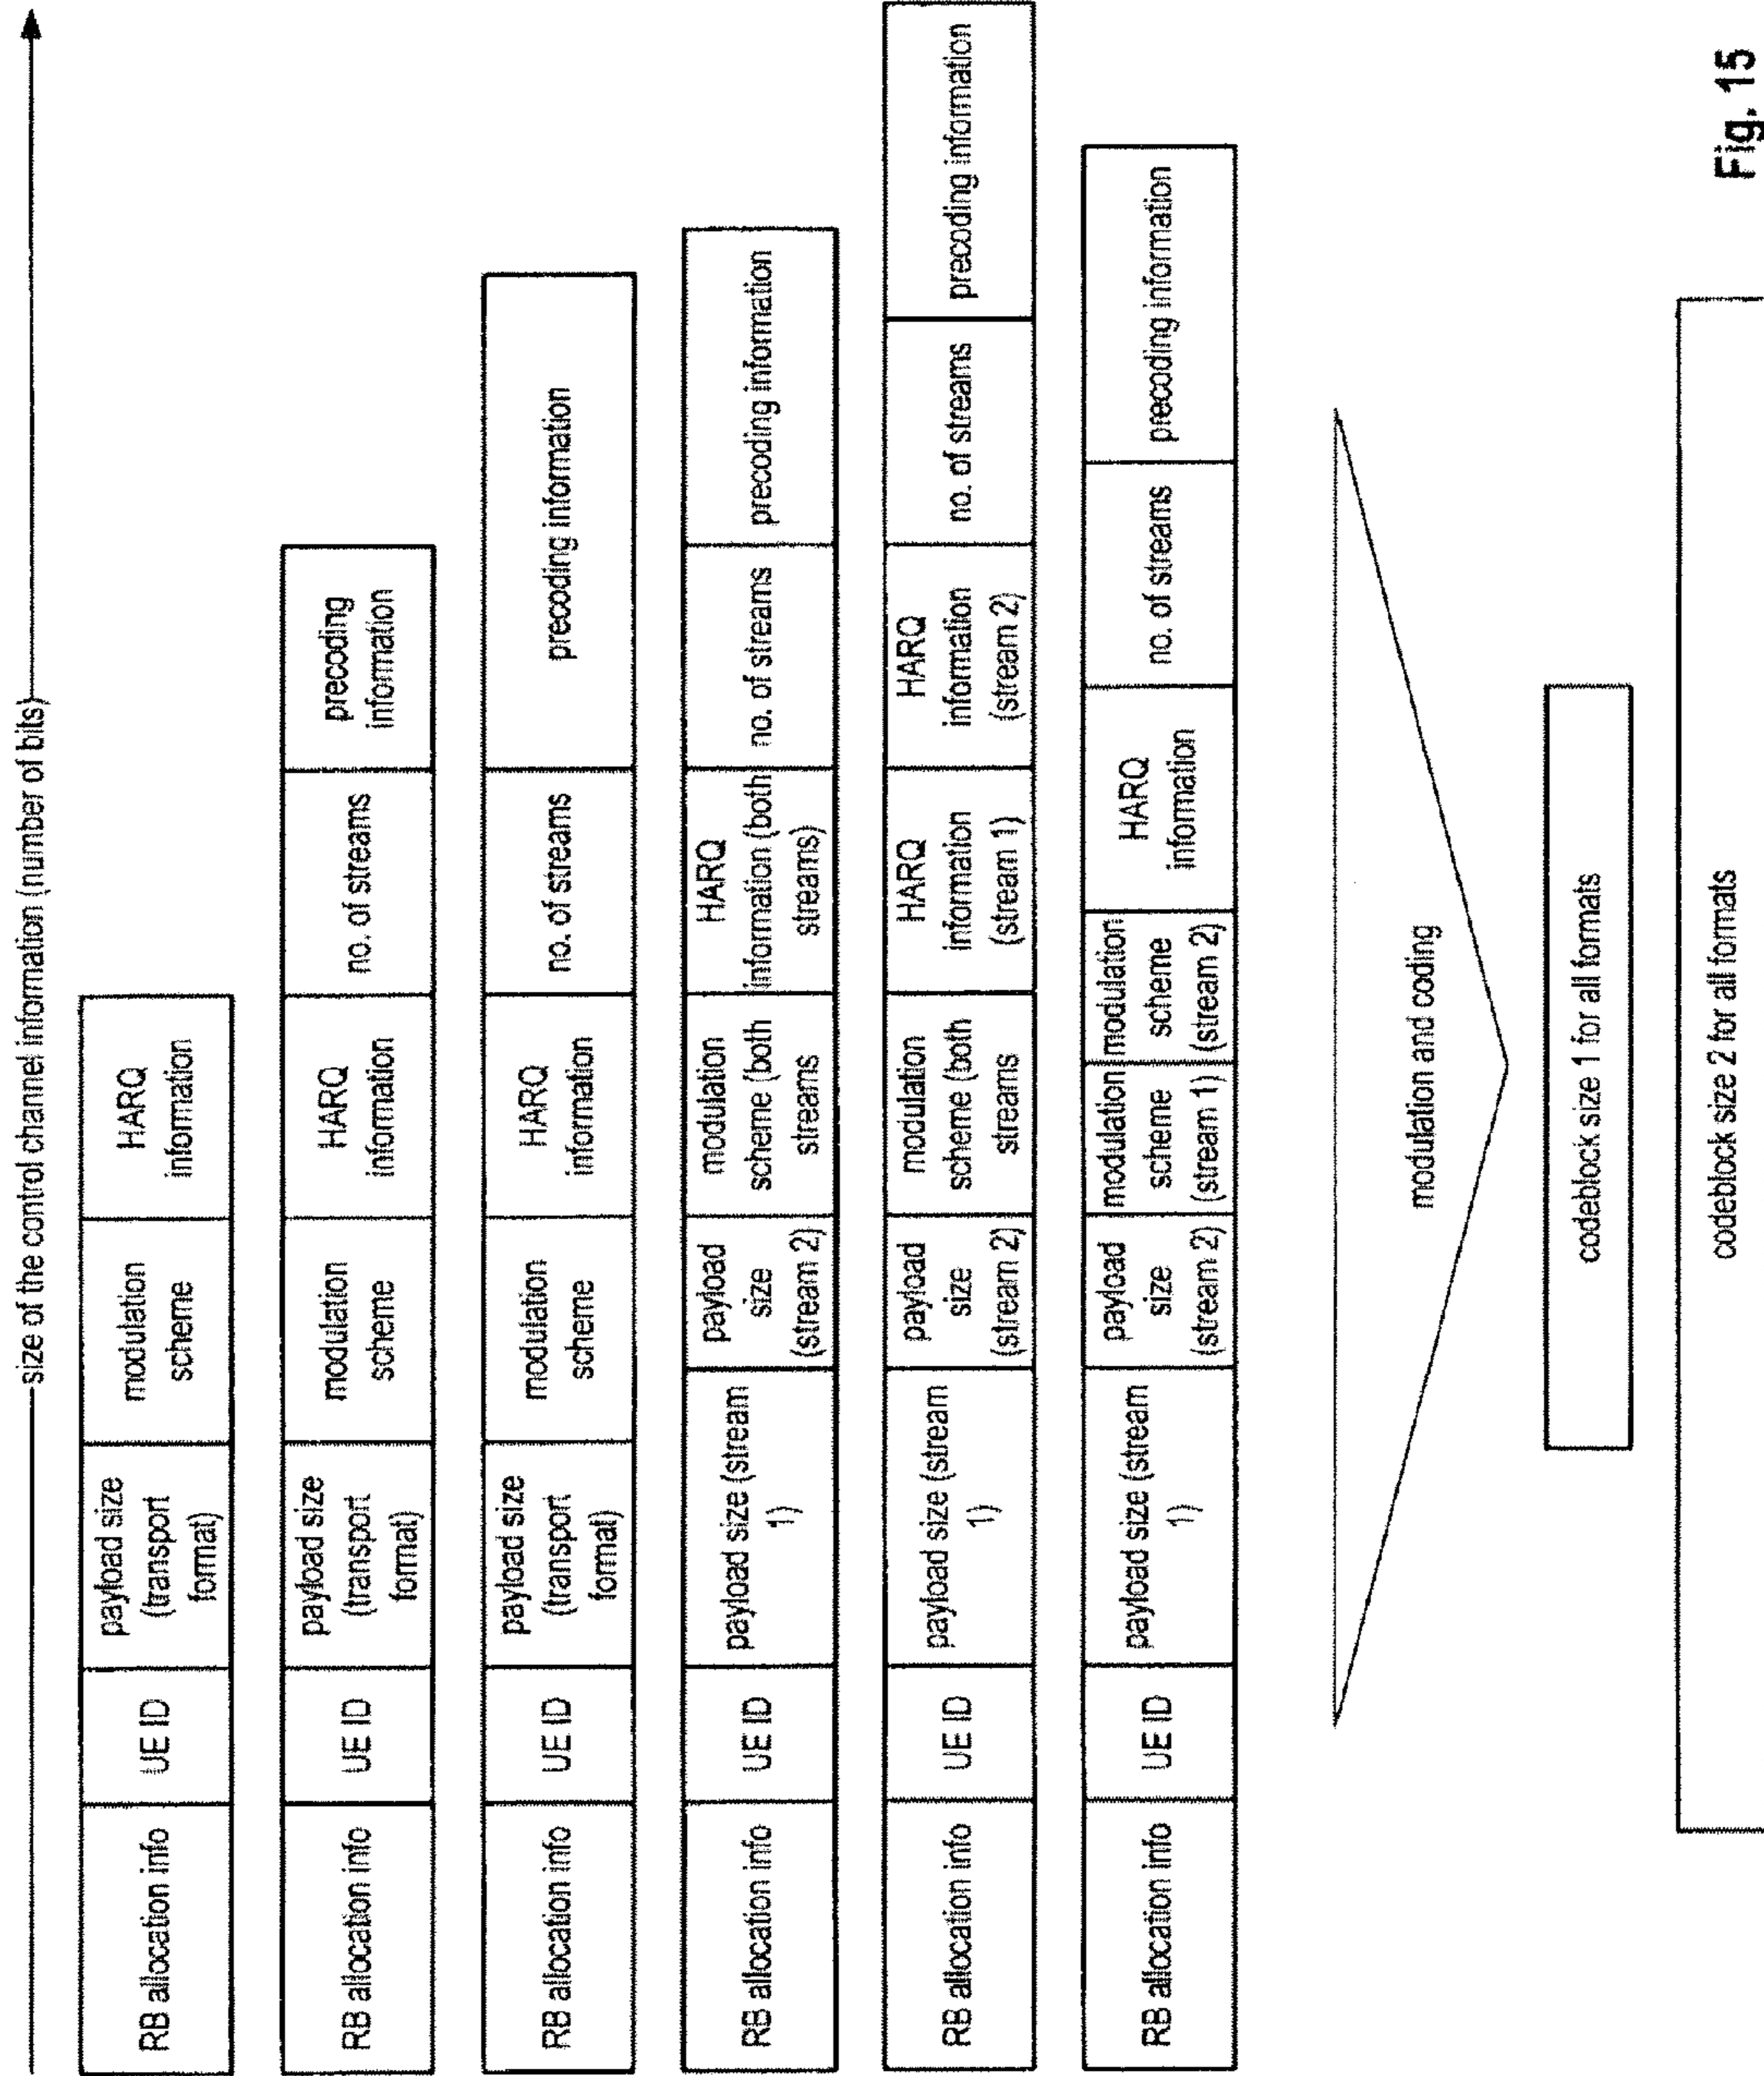 size of the control channel information (number of bits)
RB allocation info
UE ID
payload size
(transport
format)
modulation
scheme
HARQ
information
RB allocation info
UE ID
payload size
(transport
format)
modulation
scheme
HARQ
information
no. of streams
precoding
information
RB allocation info
UE ID
payload size
(transport
format)
modulation
scheme
HARQ
information
no. of streams
precoding information
RB allocation info
UE ID
payload size (stream
1)
payload
size
(stream 2)
modulation
scheme (both
streams
HARQ
information (both
streams)
no. of streams
precoding information
RB allocation info
UE ID
payload size (stream
1)
payload
size
(stream 2)
modulation
scheme (both
streams
HARQ
information
(stream 1)
HARQ
information
(stream 2)
no. of streams
precoding information
RB allocation info
UE ID
payload size (stream
1)
payload
size
(stream 2)
modulation
scheme
(stream 1)
modulation
scheme
(stream 2)
HARQ
information
no. of streams
precoding information
modulation and coding
codeblock size 1 for all formats
codeblock size 2 for all formats
Fig. 15